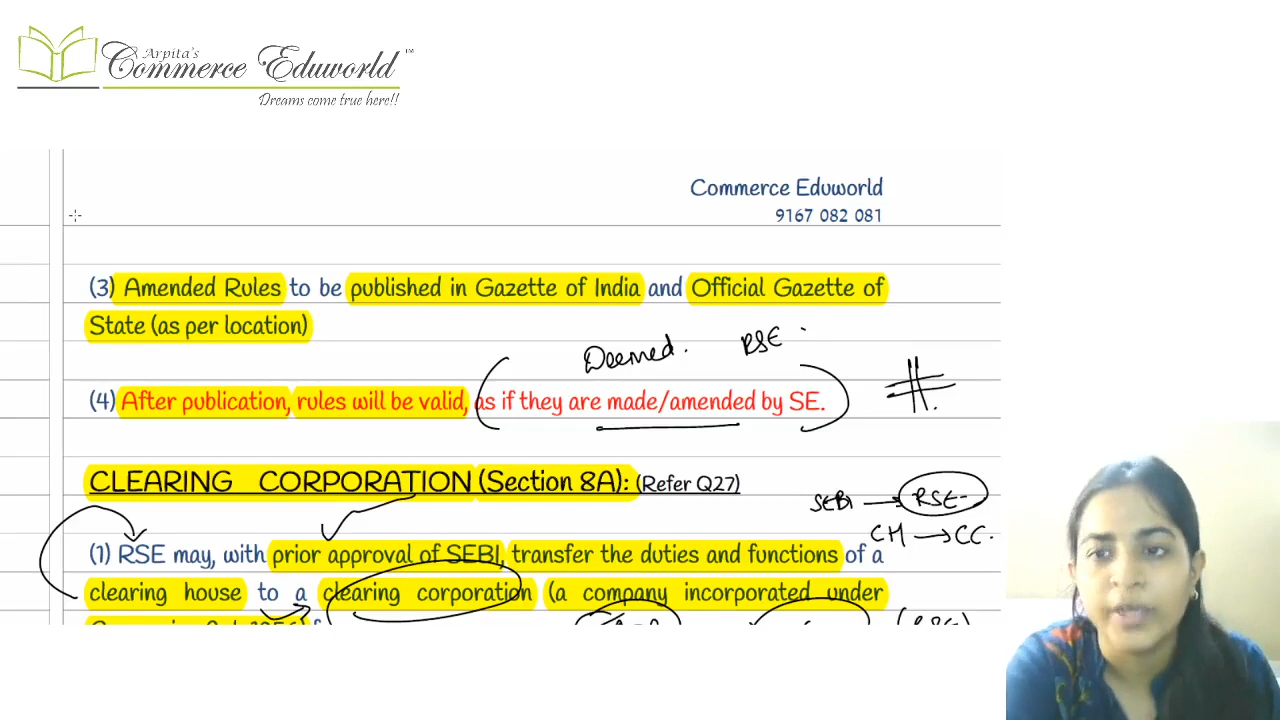 Arpita's
Commerce Eduworld™
Dreams come true here!!
Commerce Eduworld
9167 082 081
(3) Amended Rules to be published in Gazette of India and Official Gazette of
State (as per location)
Deemed. RSE
(4) After publication, rules will be valid, as if they are made/amended by SE.
CLEARING CORPORATION (Section 8A): (Refer Q27)
SEBI → RSE
CH → CC.
(1) RSE may, with prior approval of SEBI, transfer the duties and functions of a
clearing house to a clearing corporation (a company incorporated under